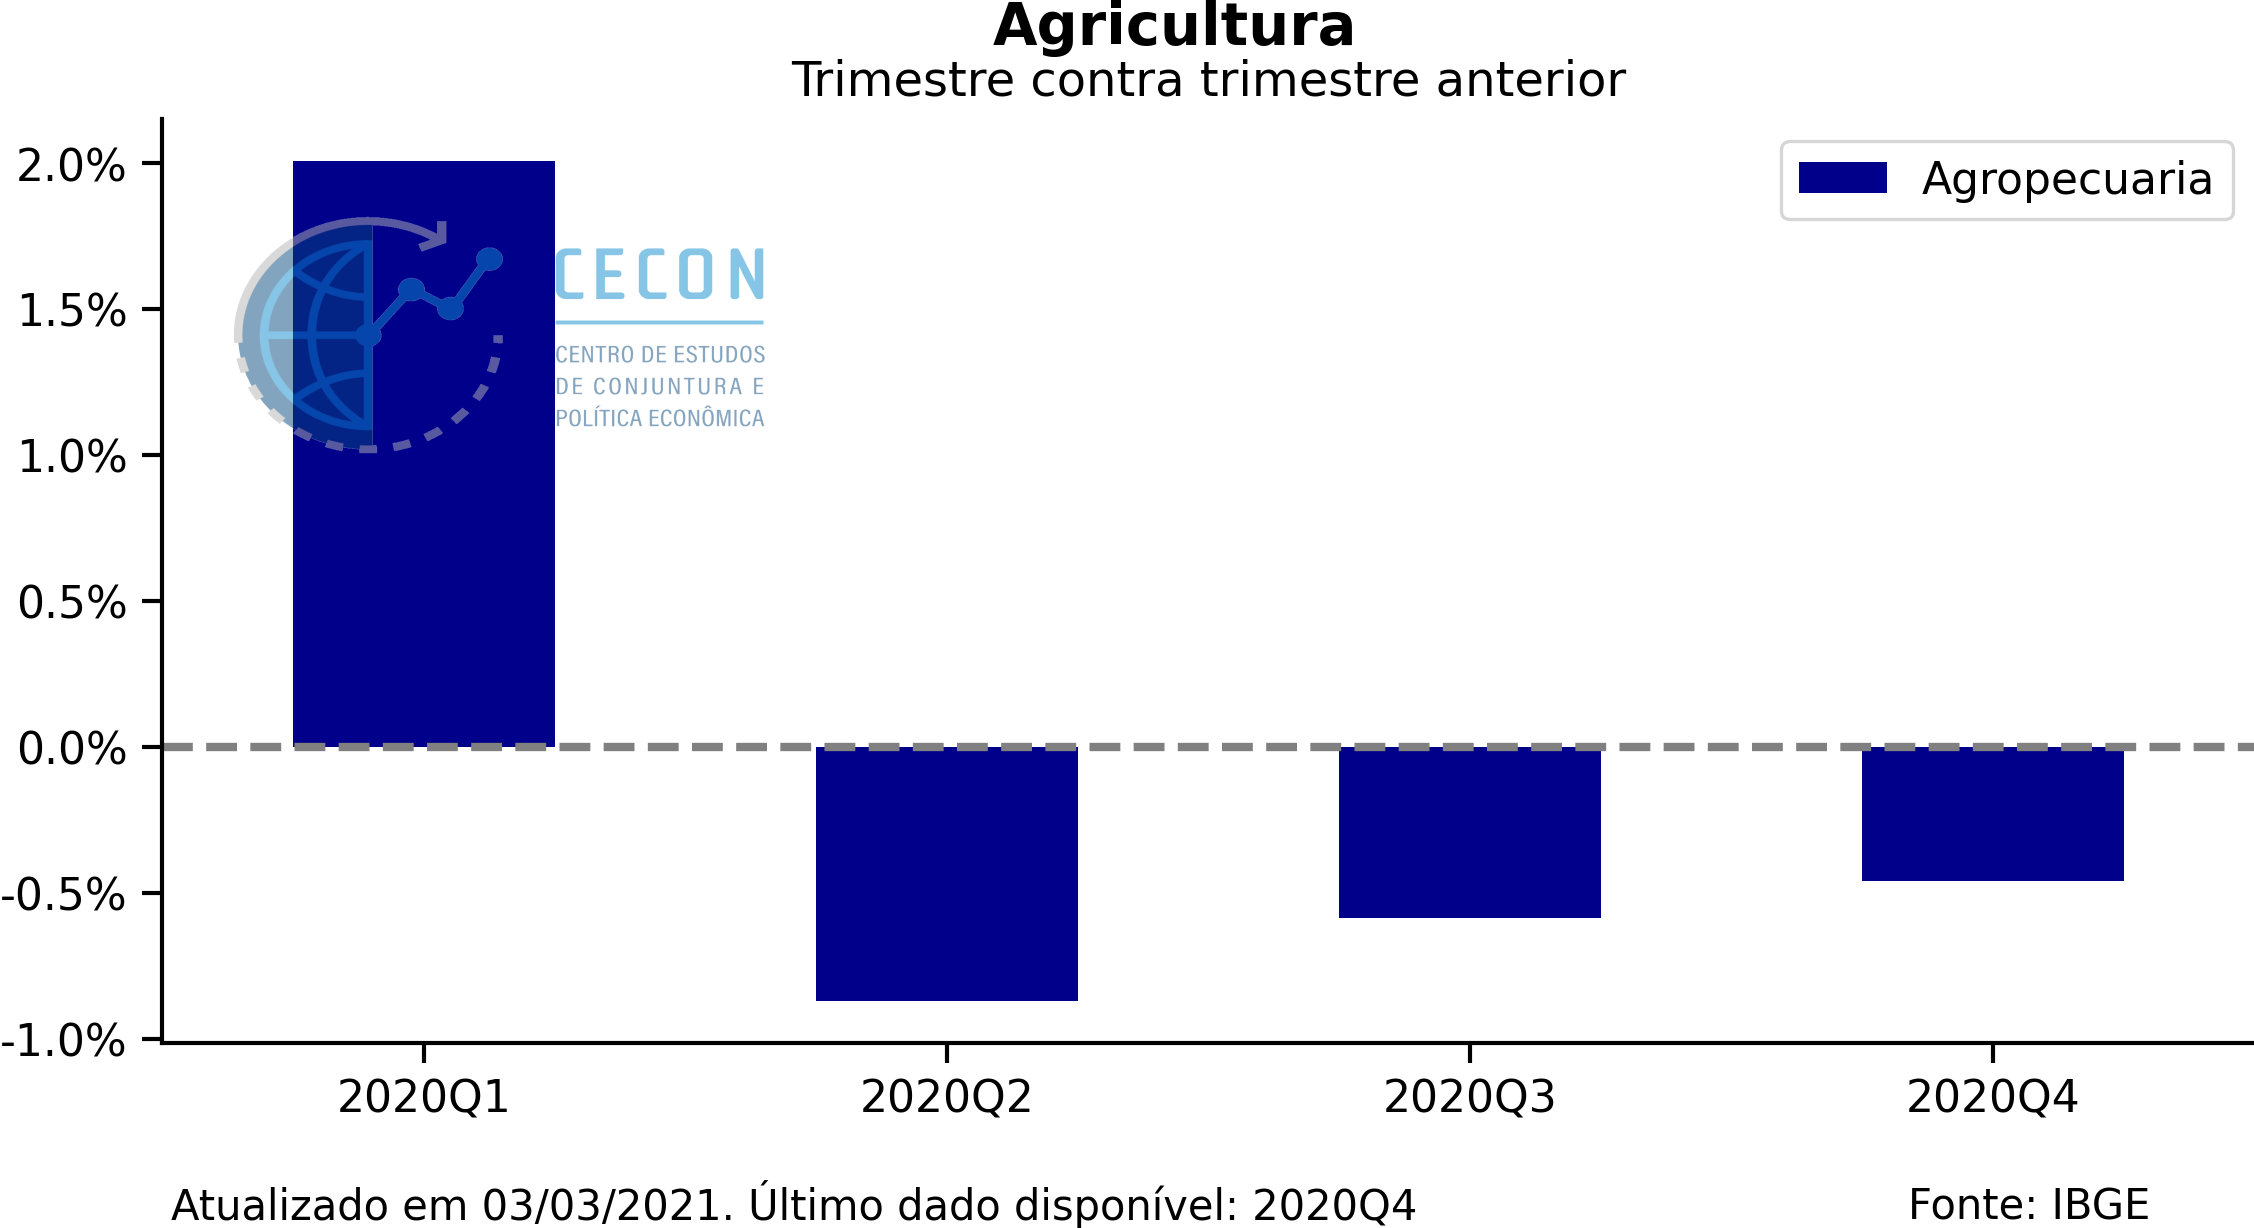 Agricultura
Trimestre contra trimestre anterior
Agropecuaria
2.0%
1.5%
1.0%
0.5%
0.0%
-0.5%
-1.0%
CECON
CENTRO DE ESTUDOS
DE CONJUNTURA E
POLÍTICA ECONÔMICA
2020Q1 2020Q2 2020Q3 2020Q4
Atualizado em 03/03/2021. Último dado disponível: 2020Q4 Fonte: IBGE